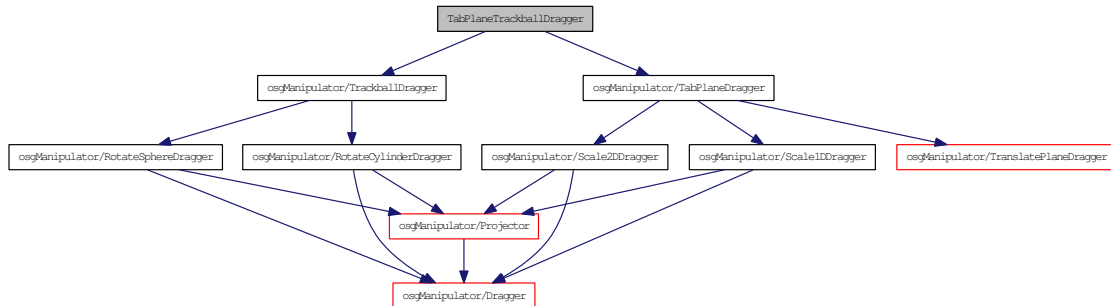 TabPlaneTrackballDragger
osgManipulator/TrackballDragger
osgManipulator/TabPlaneDragger
osgManipulator/RotateSphereDragger
osgManipulator/RotateCylinderDragger
osgManipulator/Scale2DDragger
osgManipulator/Scale1DDragger
osgManipulator/TranslatePlaneDragger
osgManipulator/Projector
osgManipulator/Dragger